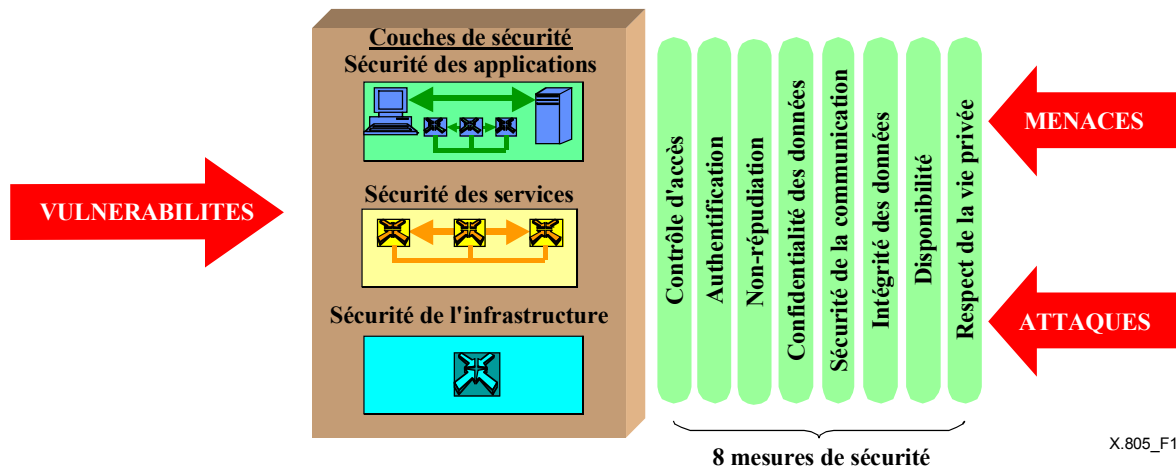 Couches de sécurité
Sécurité des applications
Sécurité des services
Sécurité de l'infrastructure
VULNERABILITES
Contrôle d'accès
Authentification
Non-répudiation
Confidentialité des données
Sécurité de la communication
Intégrité des données
Disponibilité
Respect de la vie privée
MENACES
ATTAQUES
8 mesures de sécurité
X.805_F1